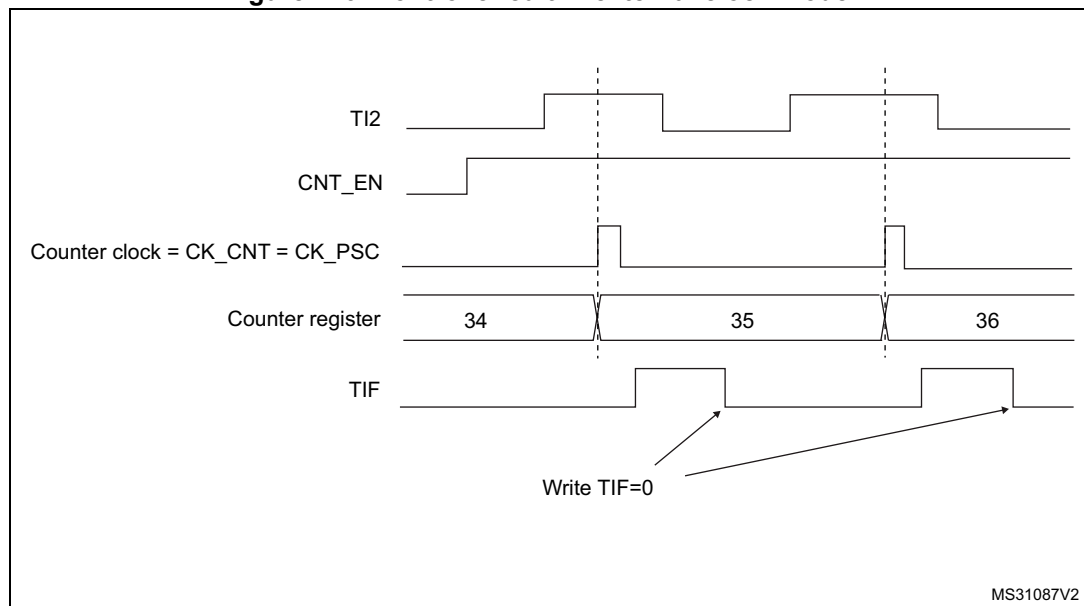 TI2
CNT_EN
Counter clock = CK_CNT = CK_PSC
Counter register
34
35
36
TIF
Write TIF=0
MS31087V2